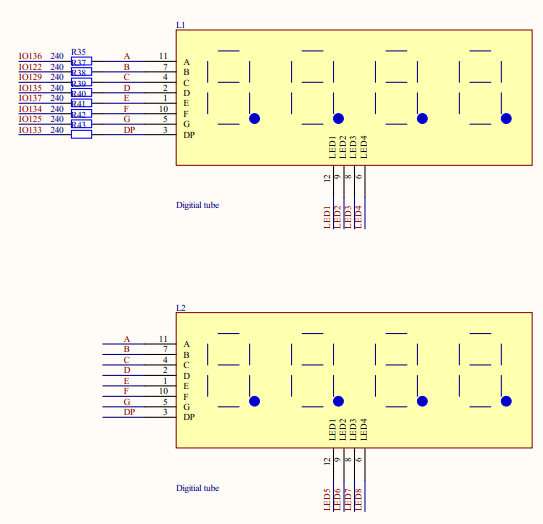 L1
R35
IO136 240 A 11 A
R37
IO122 240 B 7 B
R38
IO129 240 C 4 C
R39
IO135 240 D 2 D
R40
IO137 240 E 1 E
R41
IO134 240 F 10 F
R42
IO125 240 G 5 G
R43
IO133 240 DP 3 DP
LED1
LED2
LED3
LED4
12
9
8
6
LED1
LED2
LED3
LED4
Digitial tube
L2
A 11 A
B 7 B
C 4 C
D 2 D
E 1 E
F 10 F
G 5 G
DP 3 DP
LED1
LED2
LED3
LED4
12
9
8
6
LED5
LED6
LED7
LED8
Digitial tube